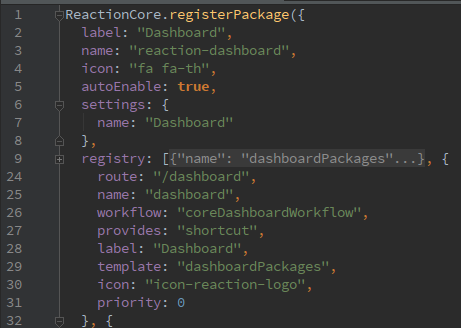 1 ReactionCore.registerPackage({
2 label: "Dashboard",
3 name: "reaction-dashboard",
4 icon: "fa fa-th",
5 autoEnable: true,
6 settings: {
7 name: "Dashboard"
8 },
9 registry: [{"name": "dashboardPackages"...}, {
24 route: "/dashboard",
25 name: "dashboard",
26 workflow: "coreDashboardWorkflow",
27 provides: "shortcut",
28 label: "Dashboard",
29 template: "dashboardPackages",
30 icon: "icon-reaction-logo",
31 priority: 0
32 }, {